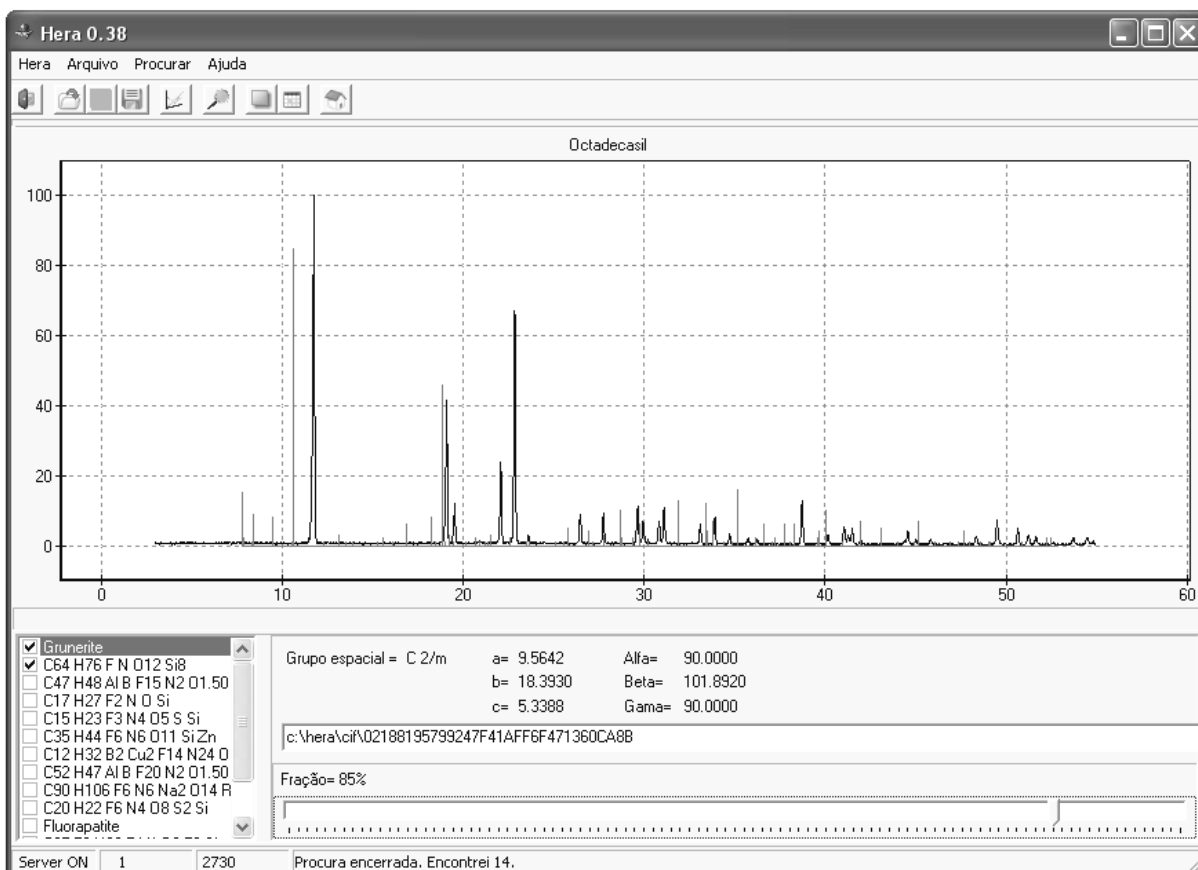 Hera 0.38
Hera Arquivo Procurar Ajuda
Octadecasil
100
80
60
40
20
0
0 10 20 30 40 50 60
Grunerite
C64 H76 F N O12 Si8
C47 H48 Al B F15 N2 O1.50
C17 H27 F2 N O Si
C15 H23 F3 N4 O5 S Si
C35 H44 F6 N6 O11 Si Zn
C12 H32 B2 Cu2 F14 N24 O
C52 H47 Al B F20 N2 O1.50
C90 H106 F6 N6 Na2 O14 R
C20 H22 F6 N4 O8 S2 Si
Fluorapatite
Grupo espacial = C 2/m a= 9.5642 Alfa= 90.0000
b= 18.3930 Beta= 101.8920
c= 5.3388 Gama= 90.0000
c:\hera\cif\02188195799247F41AFF6F471360CA8B
Fração= 85%
Server ON 1 2730 Procura encerrada. Encontrei 14.